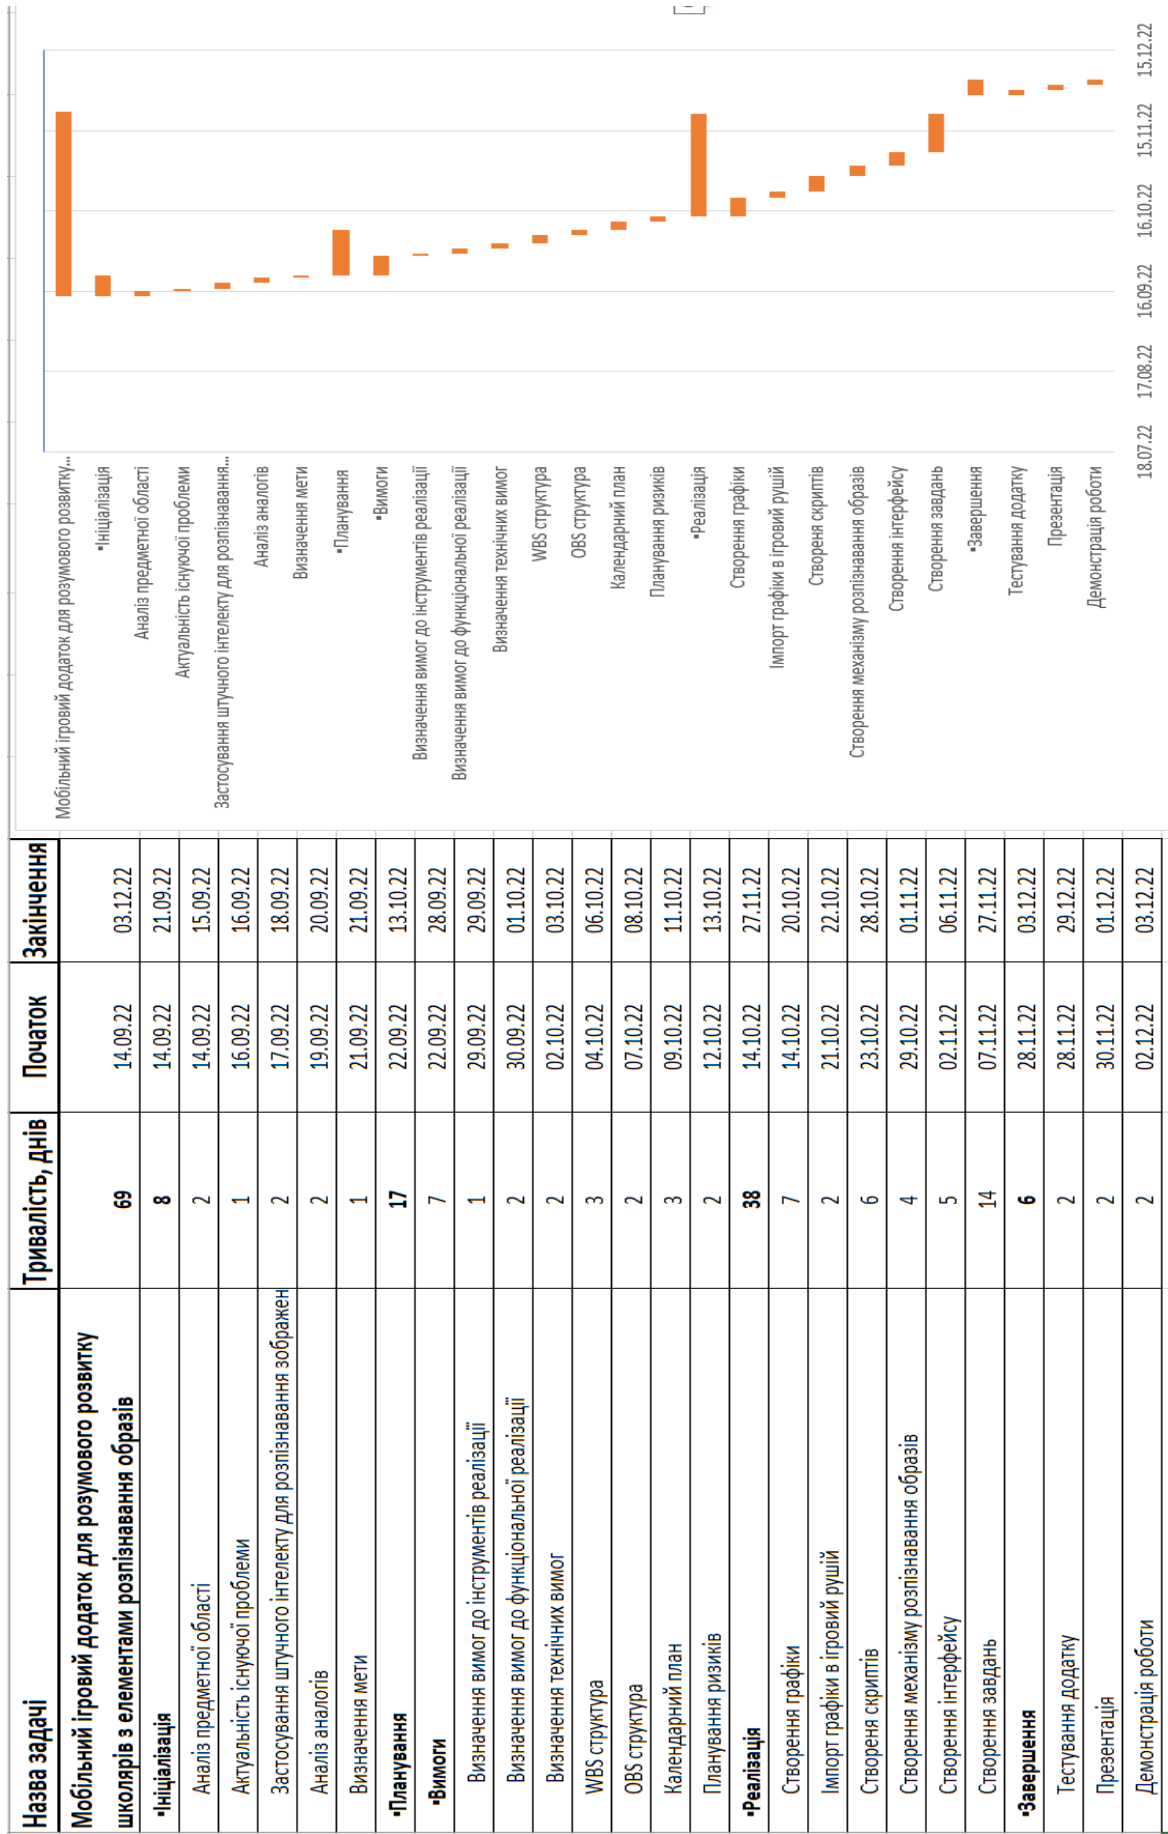 Назва задачі Тривалість, днів Початок Закінчення
Мобільний ігровий додаток для розумового розвитку
школярів з елементами розпізнавання образів 69 14.09.22 03.12.22
▪Ініціалізація 8 14.09.22 21.09.22
Аналіз предметної області 2 14.09.22 15.09.22
Актуальність існуючої проблеми 1 16.09.22 16.09.22
Застосування штучного інтелекту для розпізнавання зображен 2 17.09.22 18.09.22
Аналіз аналогів 2 19.09.22 20.09.22
Визначення мети 1 21.09.22 21.09.22
▪Планування 17 22.09.22 13.10.22
▪Вимоги 7 22.09.22 28.09.22
Визначення вимог до інструментів реалізації 1 29.09.22 29.09.22
Визначення вимог до функціональної реалізації 2 30.09.22 01.10.22
Визначення технічних вимог 2 02.10.22 03.10.22
WBS структура 3 04.10.22 06.10.22
OBS структура 2 07.10.22 08.10.22
Календарний план 3 09.10.22 11.10.22
Планування ризиків 2 12.10.22 13.10.22
▪Реалізація 38 14.10.22 27.11.22
Створення графіки 7 14.10.22 20.10.22
Імпорт графіки в ігровий рушій 2 21.10.22 22.10.22
Створеня скриптів 6 23.10.22 28.10.22
Створення механізму розпізнавання образів 4 29.10.22 01.11.22
Створення інтерфейсу 5 02.11.22 06.11.22
Створення завдань 14 07.11.22 27.11.22
▪Завершення 6 28.11.22 03.12.22
Тестування додатку 2 28.11.22 29.12.22
Презентація 2 30.11.22 01.12.22
Демонстрація роботи 2 02.12.22 03.12.22
Мобільний ігровий додаток для розумового розвитку...
▪Ініціалізація
Аналіз предметної області
Актуальність існуючої проблеми
Застосування штучного інтелекту для розпізнавання...
Аналіз аналогів
Визначення мети
▪Планування
▪Вимоги
Визначення вимог до інструментів реалізації
Визначення вимог до функціональної реалізації
Визначення технічних вимог
WBS структура
OBS структура
Календарний план
Планування ризиків
▪Реалізація
Створення графіки
Імпорт графіки в ігровий рушій
Створеня скриптів
Створення механізму розпізнавання образів
Створення інтерфейсу
Створення завдань
▪Завершення
Тестування додатку
Презентація
Демонстрація роботи
18.07.22 17.08.22 16.09.22 16.10.22 15.11.22 15.12.22